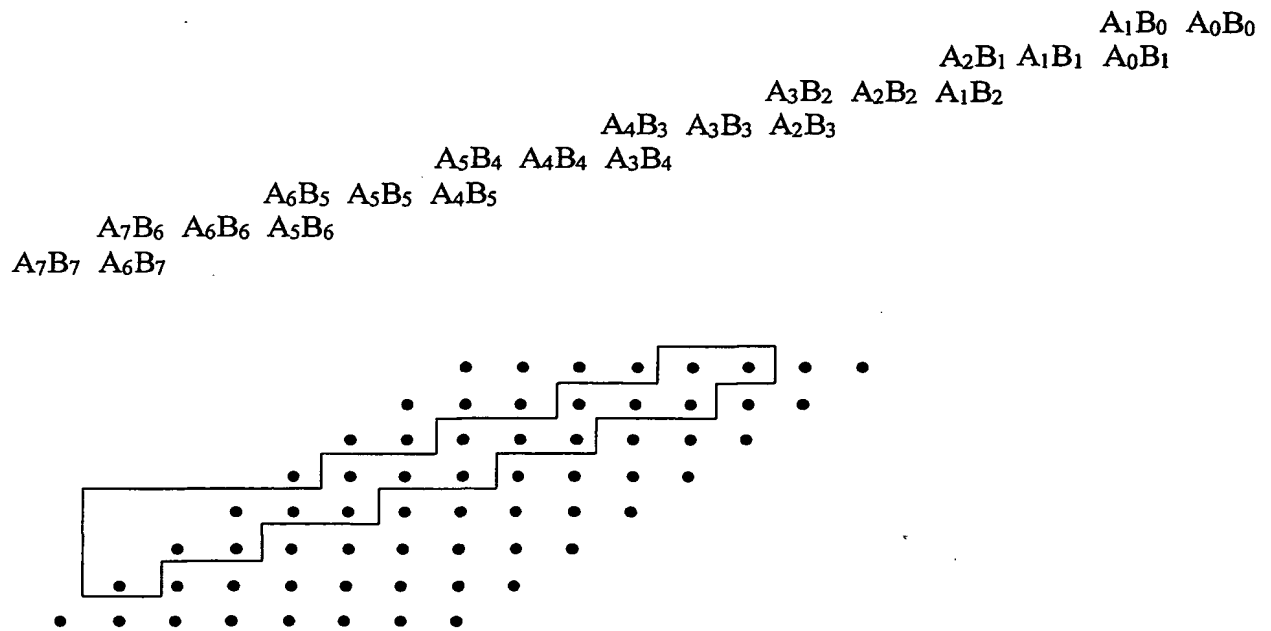 A₁B₀ A₀B₀
A₂B₁ A₁B₁ A₀B₁
A₃B₂ A₂B₂ A₁B₂
A₄B₃ A₃B₃ A₂B₃
A₅B₄ A₄B₄ A₃B₄
A₆B₅ A₅B₅ A₄B₅
A₇B₆ A₆B₆ A₅B₆
A₇B₇ A₆B₇